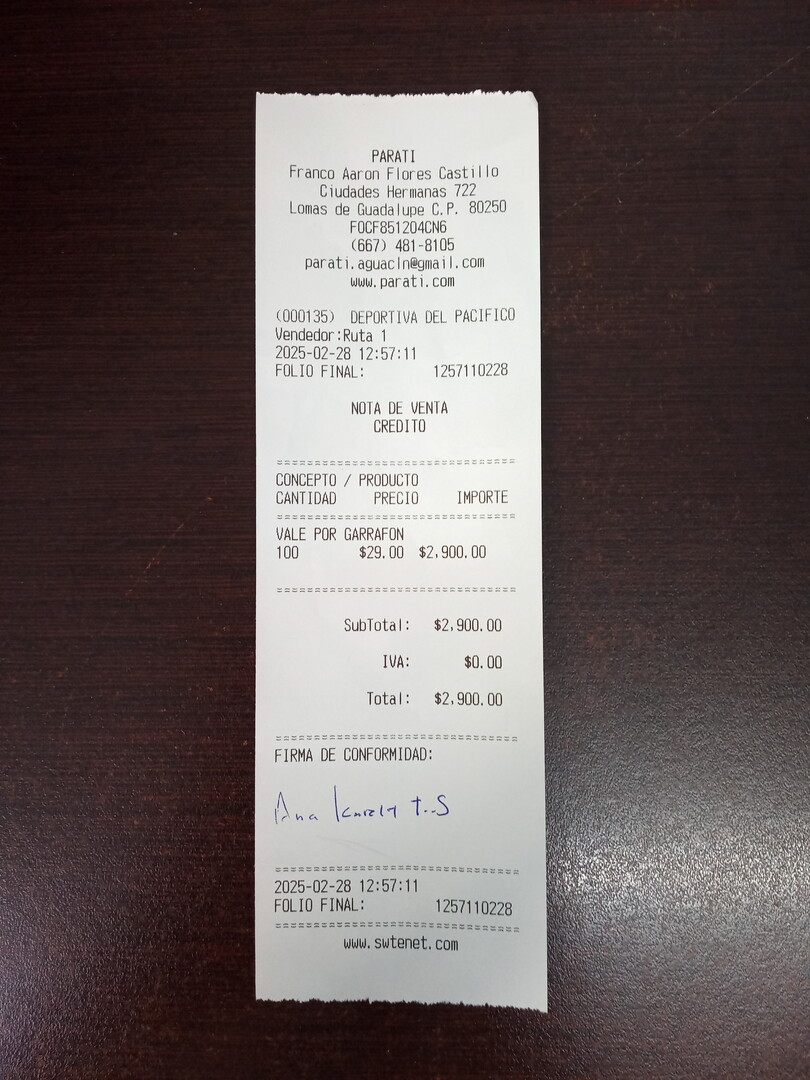 PARATI
Franco Aaron Flores Castillo
Ciudades Hermanas 722
Lomas de Guadalupe C.P. 80250
FOCF851204CN6
(667) 481-8105
parati.aguacln@gmail.com
www.parati.com
(000135) DEPORTIVA DEL PACIFICO
Vendedor:Ruta 1
2025-02-28 12:57:11
FOLIO FINAL: 1257110228
NOTA DE VENTA
CREDITO
CONCEPTO / PRODUCTO
CANTIDAD PRECIO IMPORTE
VALE POR GARRAFON
100 $29.00 $2,900.00
SubTotal: $2,900.00
IVA: $0.00
Total: $2,900.00
FIRMA DE CONFORMIDAD:
Ana t..S
2025-02-28 12:57:11
FOLIO FINAL: 1257110228
www.swtenet.com